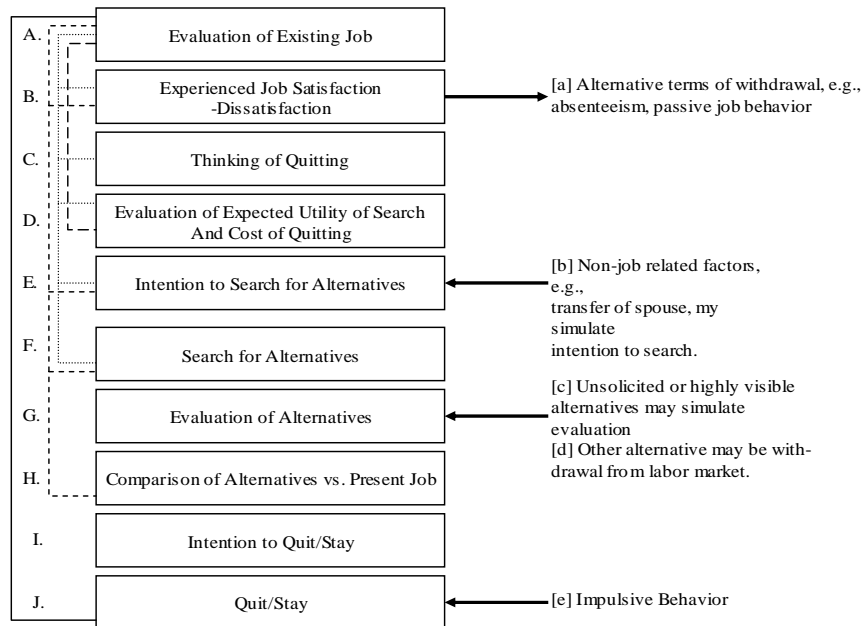 A.
Evaluation of Existing Job
B.
Experienced Job Satisfaction
-Dissatisfaction
[a] Alternative terms of withdrawal, e.g.,
absenteeism, passive job behavior
C.
Thinking of Quitting
D.
Evaluation of Expected Utility of Search
And Cost of Quitting
E.
Intention to Search for Alternatives
[b] Non-job related factors,
e.g.,
transfer of spouse, my
simulate
intention to search.
F.
Search for Alternatives
G.
Evaluation of Alternatives
[c] Unsolicited or highly visible
alternatives may simulate
evaluation
[d] Other alternative may be with-
drawal from labor market.
H.
Comparison of Alternatives vs. Present Job
I.
Intention to Quit/Stay
J.
Quit/Stay
[e] Impulsive Behavior